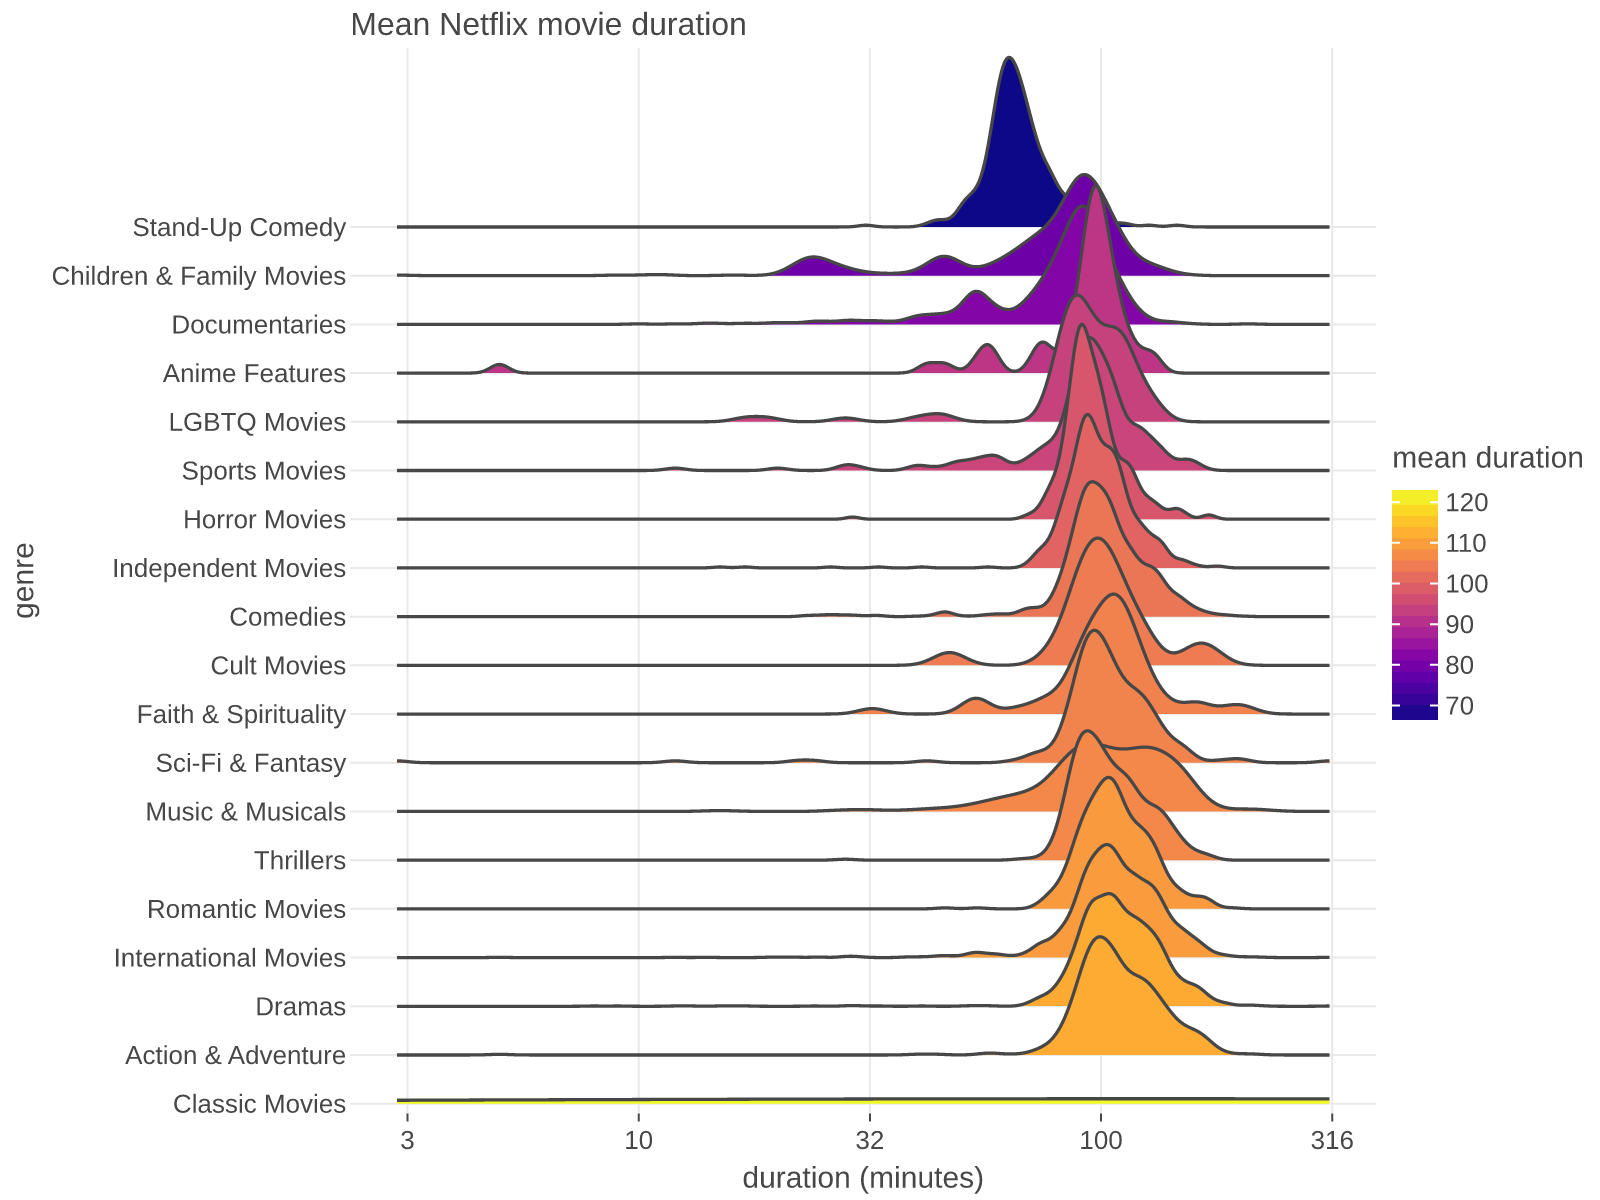 Mean Netflix movie duration
Stand-Up Comedy
Children & Family Movies
Documentaries
Anime Features
LGBTQ Movies
Sports Movies
Horror Movies
Independent Movies
Comedies
Cult Movies
Faith & Spirituality
Sci-Fi & Fantasy
Music & Musicals
Thrillers
Romantic Movies
International Movies
Dramas
Action & Adventure
Classic Movies
genre
3 10 32 100 316
duration (minutes)
mean duration
120
110
100
90
80
70